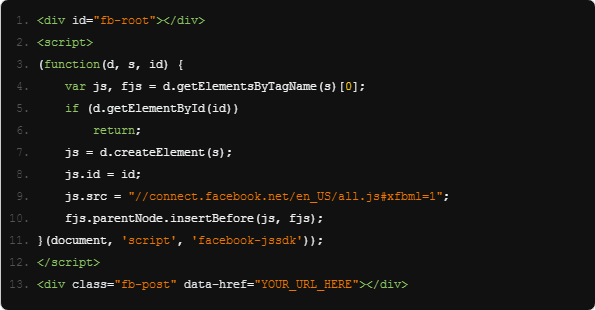 1. <div id="fb-root"></div>
2. <script>
3. (function(d, s, id) {
4.     var js, fjs = d.getElementsByTagName(s)[0];
5.     if (d.getElementById(id))
6.         return;
7.     js = d.createElement(s);
8.     js.id = id;
9.     js.src = "//connect.facebook.net/en_US/all.js#xfbml=1";
10.     fjs.parentNode.insertBefore(js, fjs);
11. }(document, 'script', 'facebook-jssdk'));
12. </script>
13. <div class="fb-post" data-href="YOUR_URL_HERE"></div>